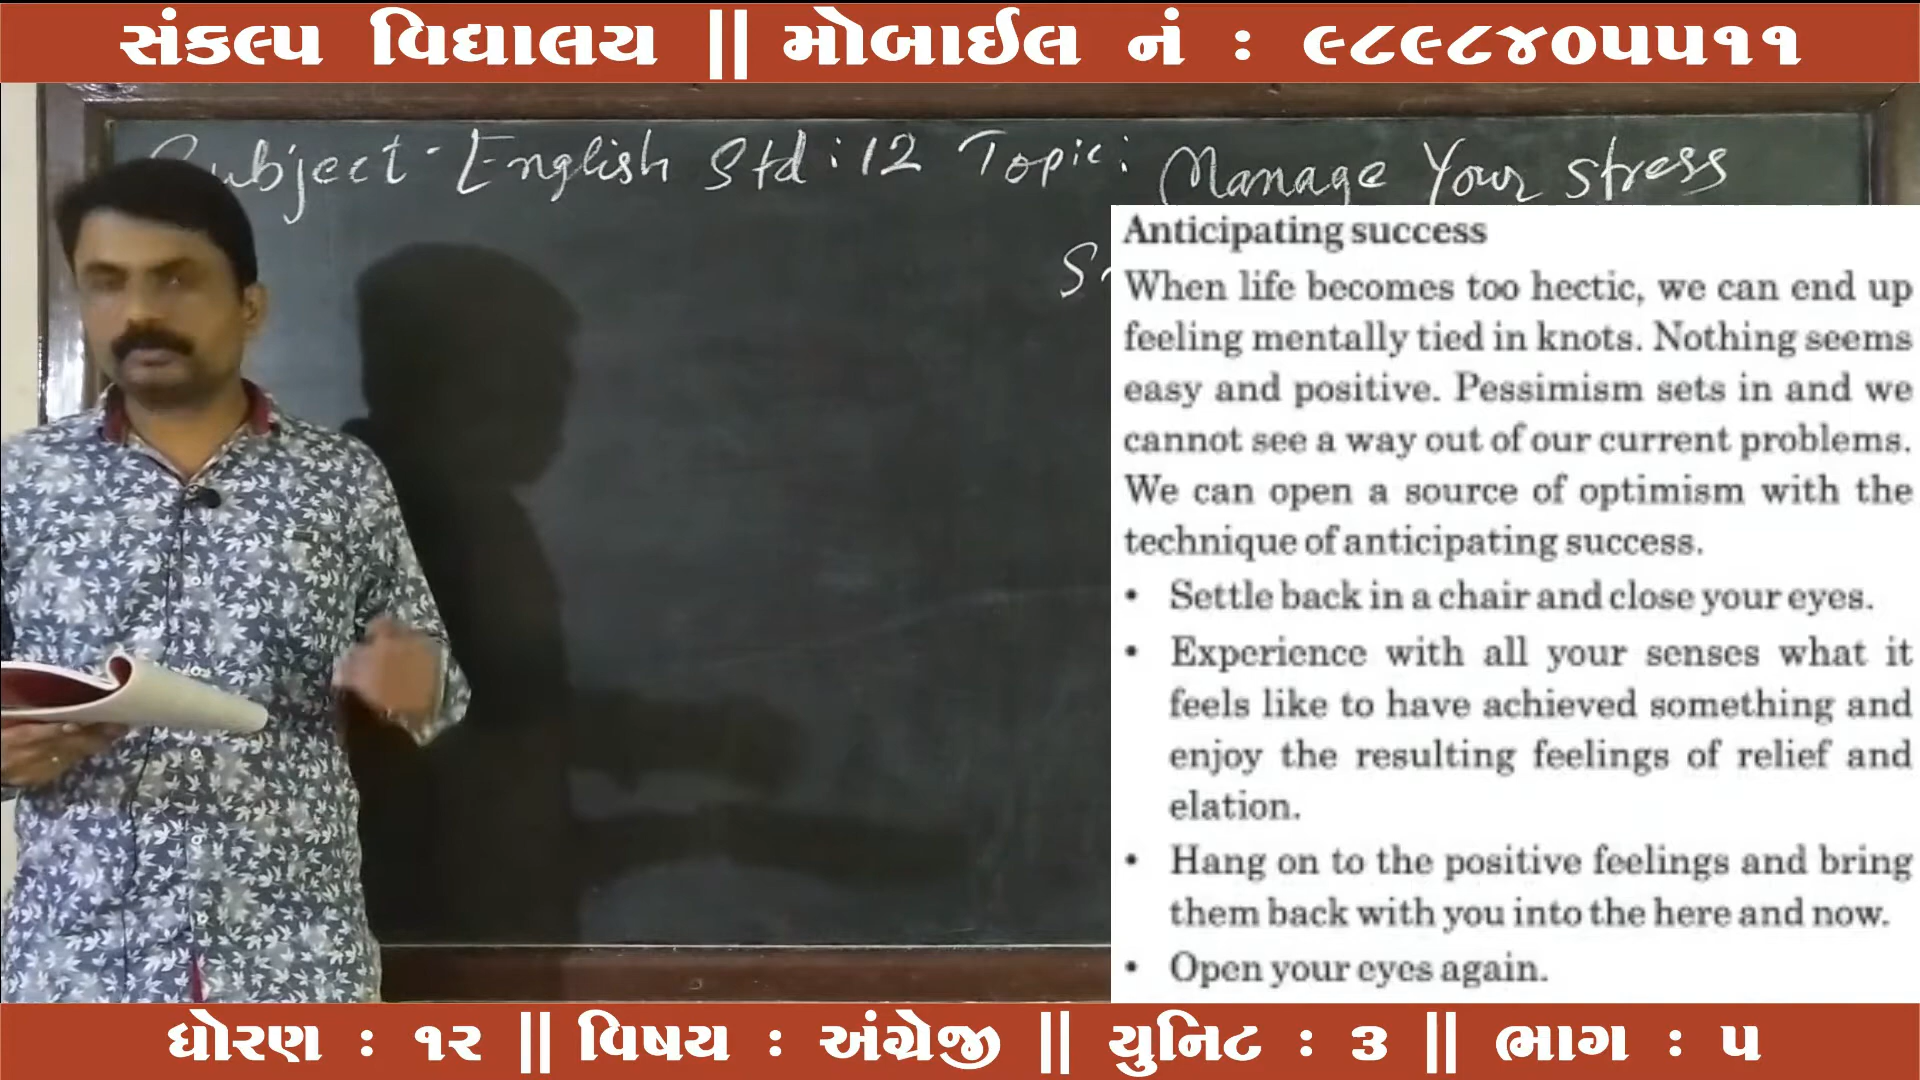 સંકલ્પ વિદ્યાલય || મોબાઈલ નં : ૯૮૯૮૪૦૫૫૧૧
Subject - English Std : 12 Topic : Manage Your Stress
Anticipating success
When life becomes too hectic, we can end up
feeling mentally tied in knots. Nothing seems
easy and positive. Pessimism sets in and we
cannot see a way out of our current problems.
We can open a source of optimism with the
technique of anticipating success.
• Settle back in a chair and close your eyes.
• Experience with all your senses what it
feels like to have achieved something and
enjoy the resulting feelings of relief and
elation.
• Hang on to the positive feelings and bring
them back with you into the here and now.
• Open your eyes again.
ધોરણ : ૧૨ || વિષય : અંગ્રેજી || યુનિટ : ૩ || ભાગ : ૫